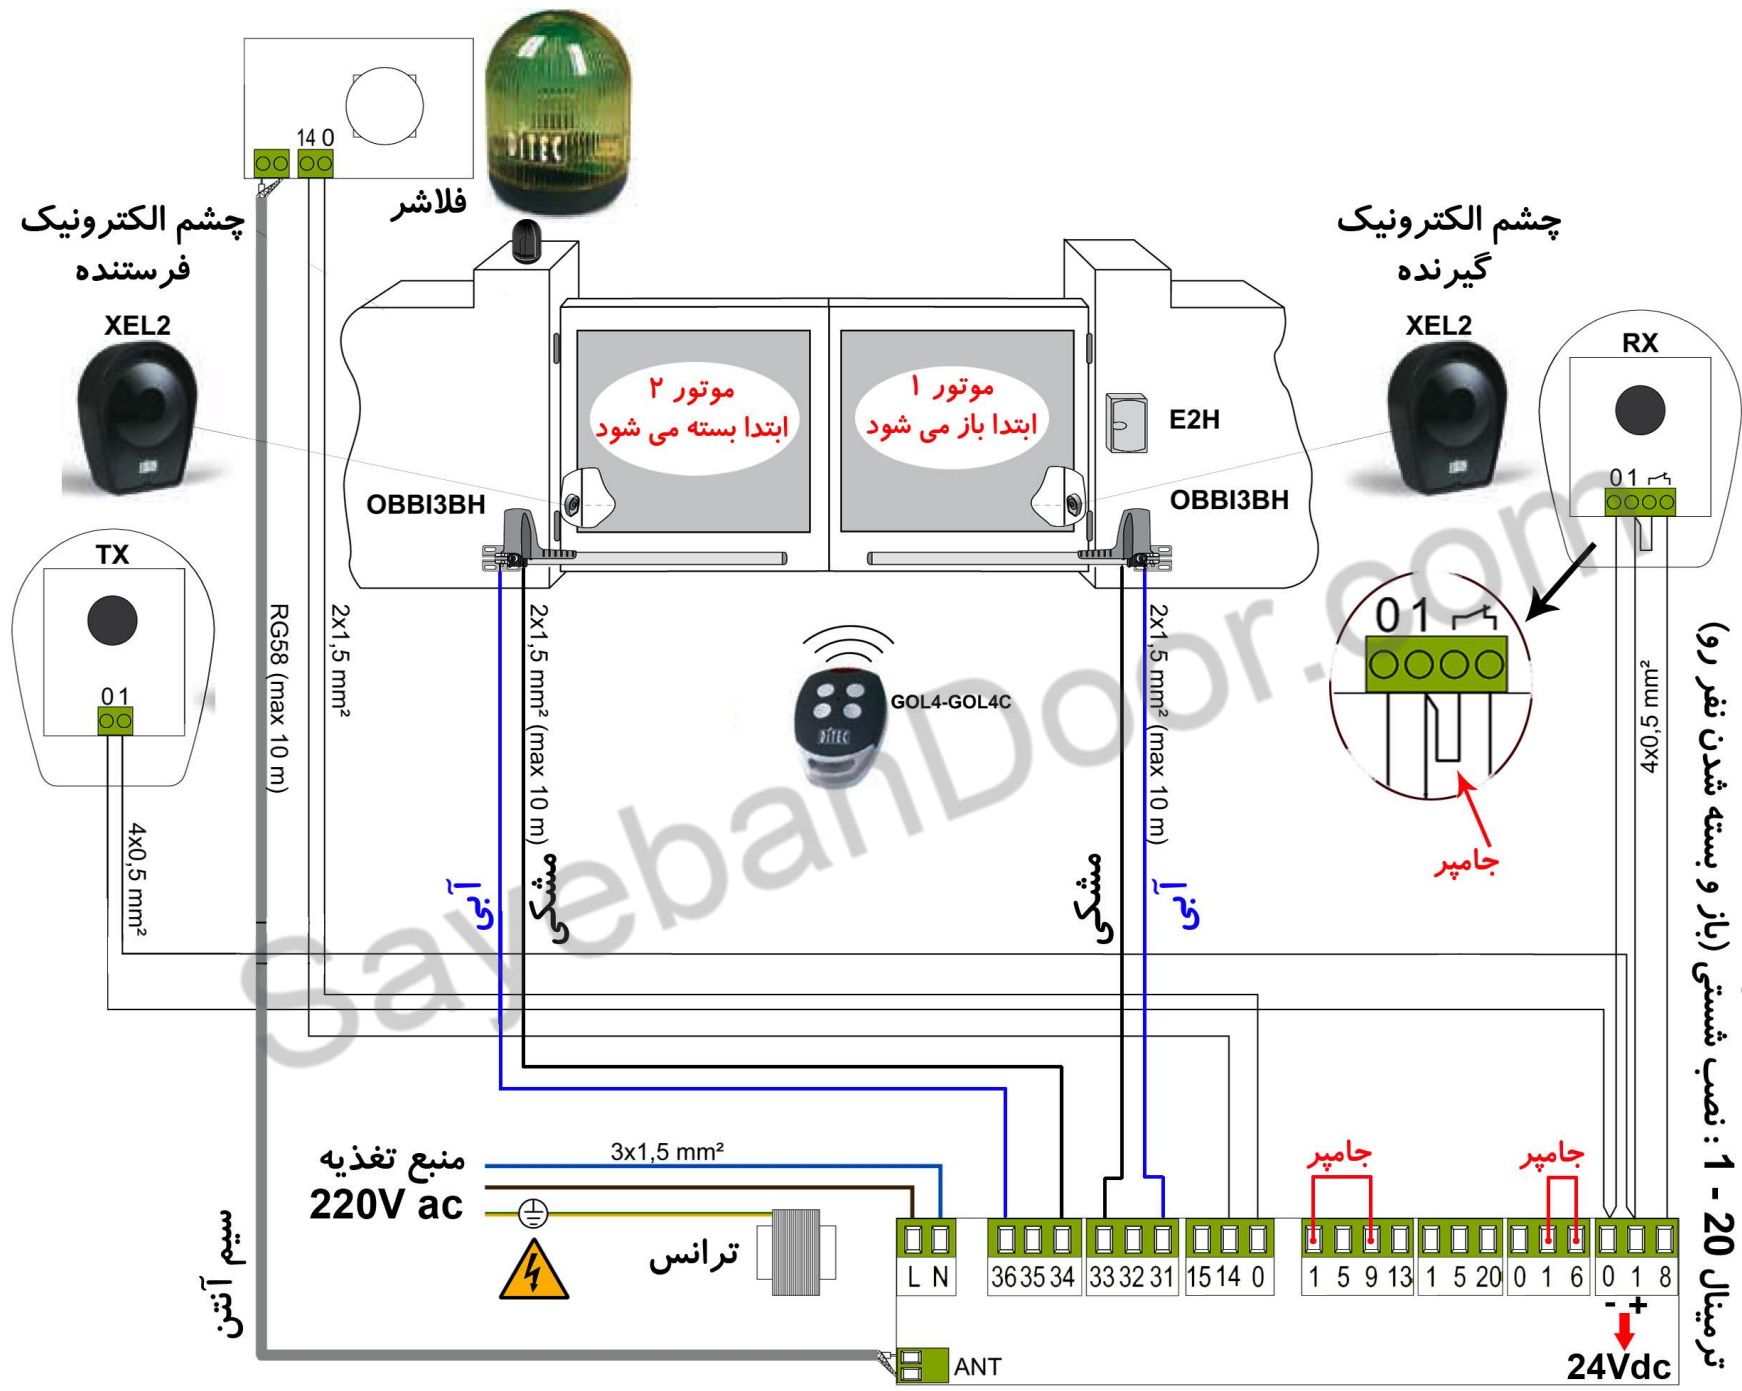 14 0
DITEC
فلاشر
چشم الکترونیک
فرستنده
XEL2
چشم الکترونیک
گیرنده
XEL2
RX
0 1
موتور ۲
ابتدا بسته می شود
موتور ۱
ابتدا باز می شود
E2H
OBBI3BH
OBBI3BH
TX
0 1
RG58 (max 10 m)
2x1,5 mm²
2x1,5 mm² (max 10 m)
2x1,5 mm² (max 10 m)
4x0,5 mm²
4x0,5 mm²
GOL4-GOL4C
DITEC
0 1
جامپر
آبی
مشکی
مشکی
آبی
SayebanDoor.com
ترمینال 20 - 1 : نصب شستی (باز و بسته شدن نفر رو)
منبع تغذیه
220V ac
3x1,5 mm²
ترانس
سیم آنتن
جامپر
جامپر
L N
36 35 34
33 32 31
15 14 0
1 5 9 13
1 5 20
0 1 6
0 1 8
- +
24Vdc
ANT